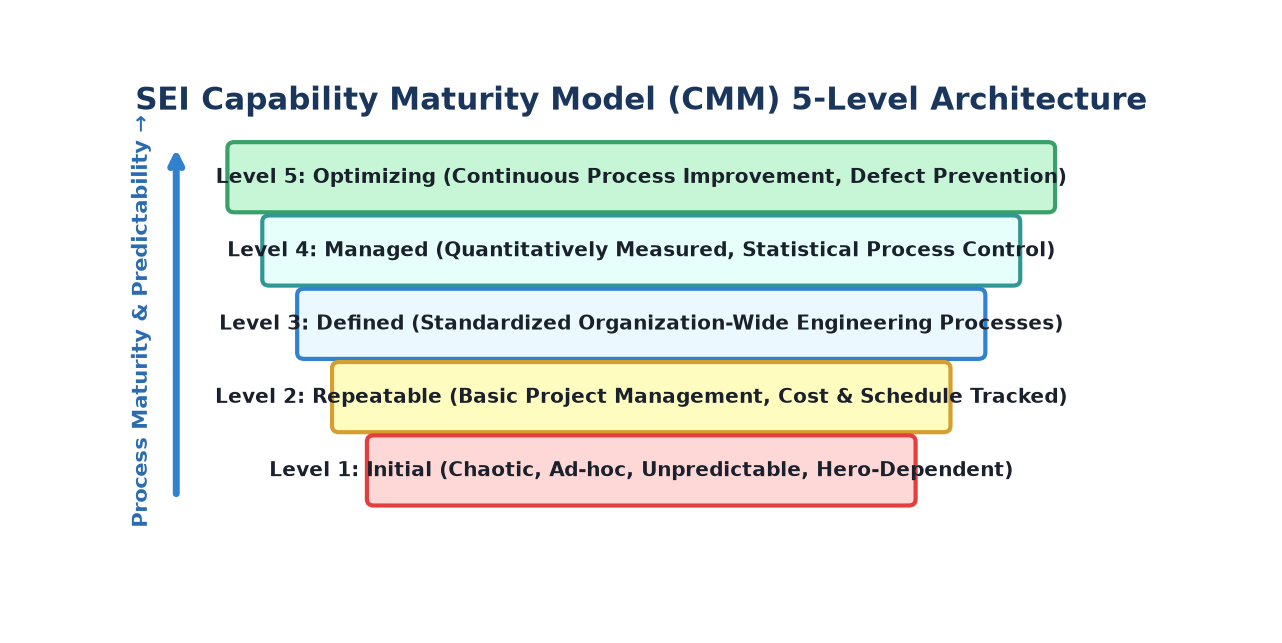 SEI Capability Maturity Model (CMM) 5-Level Architecture
Process Maturity & Predictability →
Level 5: Optimizing (Continuous Process Improvement, Defect Prevention)
Level 4: Managed (Quantitatively Measured, Statistical Process Control)
Level 3: Defined (Standardized Organization-Wide Engineering Processes)
Level 2: Repeatable (Basic Project Management, Cost & Schedule Tracked)
Level 1: Initial (Chaotic, Ad-hoc, Unpredictable, Hero-Dependent)